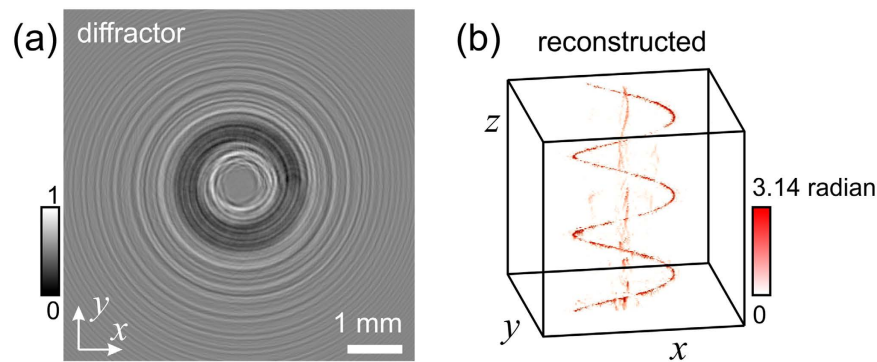 (a)
diffractor
1
0
y
x
1 mm
(b)
reconstructed
z
y
x
3.14 radian
0